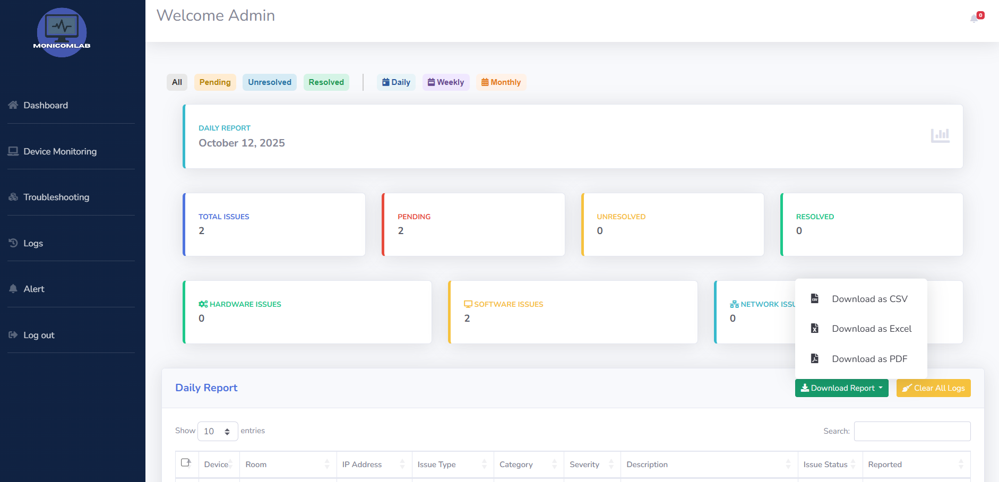 MONICOMLAB
Welcome Admin
0
Dashboard
Device Monitoring
Troubleshooting
Logs
Alert
Log out
All Pending Unresolved Resolved Daily Weekly Monthly
DAILY REPORT
October 12, 2025
TOTAL ISSUES
2
PENDING
2
UNRESOLVED
0
RESOLVED
0
HARDWARE ISSUES
0
SOFTWARE ISSUES
2
NETWORK ISSU
0
CSV Download as CSV
X Download as Excel
Download as PDF
Daily Report
Download Report
Clear All Logs
Show 10 entries
Search:
Device Room IP Address Issue Type Category Severity Description Issue Status Reported